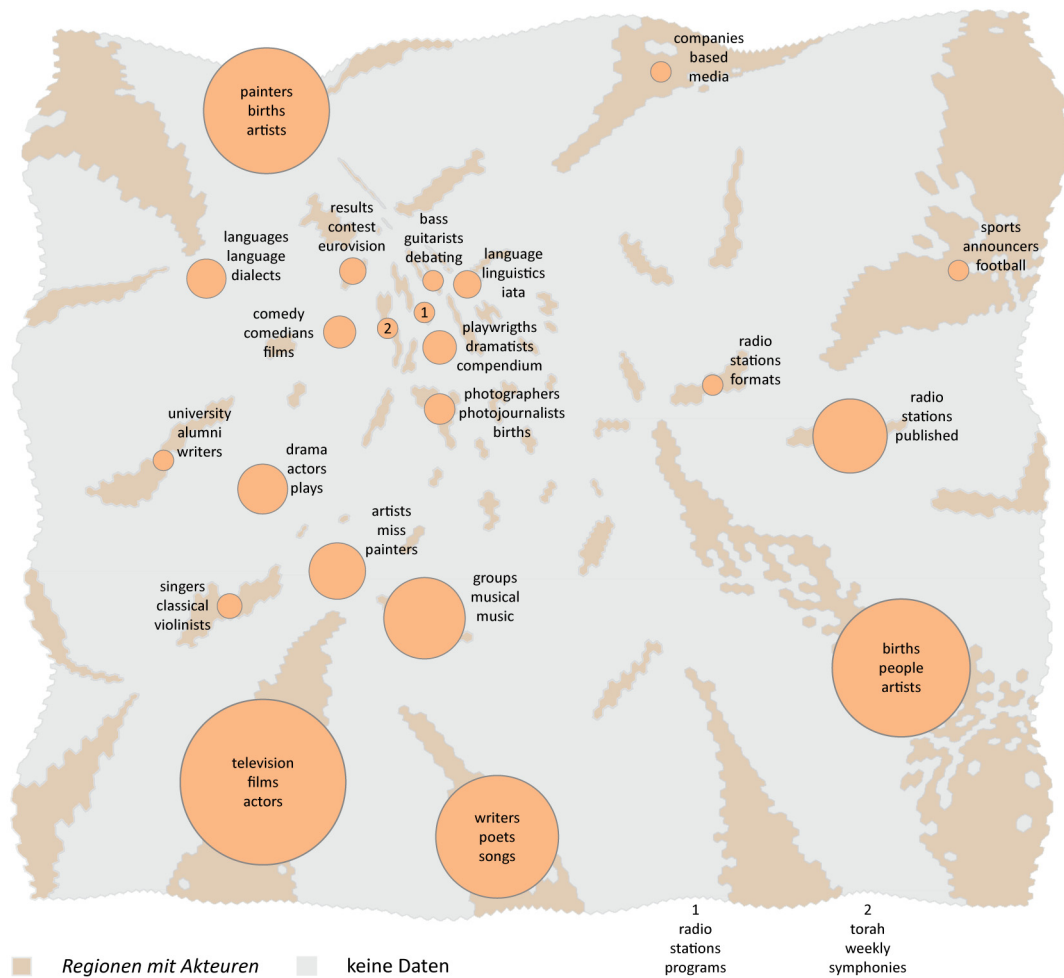 companies
based
media
painters
births
artists
results
contest
eurovision
bass
guitarists
debating
languages
language
dialects
language
linguistics
iata
sports
announcers
football
comedy
comedians
films
2
1
playwrigths
dramatists
compendium
radio
stations
formats
photographers
photojournalists
births
university
alumni
writers
radio
stations
published
drama
actors
plays
artists
miss
painters
singers
classical
violinists
groups
musical
music
births
people
artists
television
films
actors
writers
poets
songs
1
radio
stations
programs
2
torah
weekly
symphonies
Regionen mit Akteuren
keine Daten